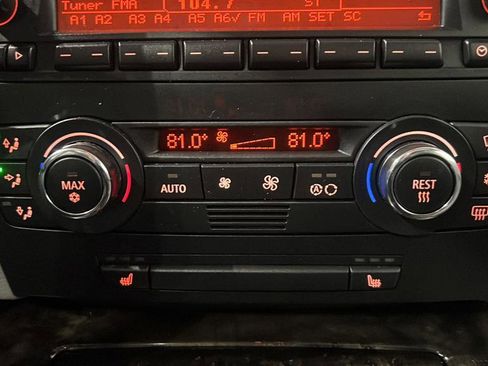 Tuner FMA 104.7 ST
A1 A2 A3 A4 A5 A6√ FM AM SET SC
81.0° 81.0°
MAX AUTO A REST